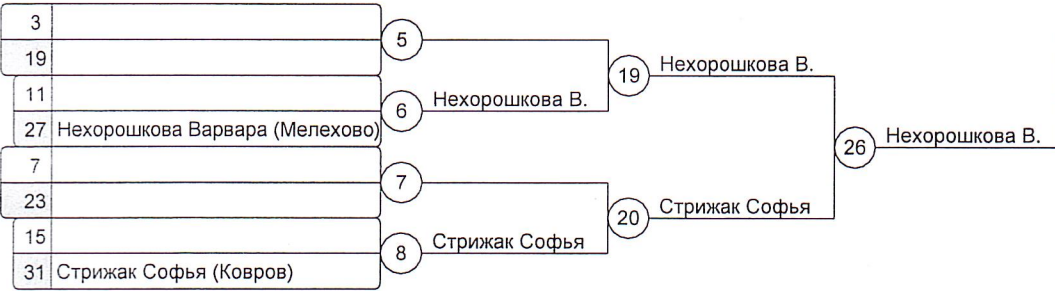 3
5
19
19 Нехорошкова В.
11
6 Нехорошкова В.
27 Нехорошкова Варвара (Мелехово)
26 Нехорошкова В.
7
7
23
20 Стрижак Софья
15
8 Стрижак Софья
31 Стрижак Софья (Ковров)